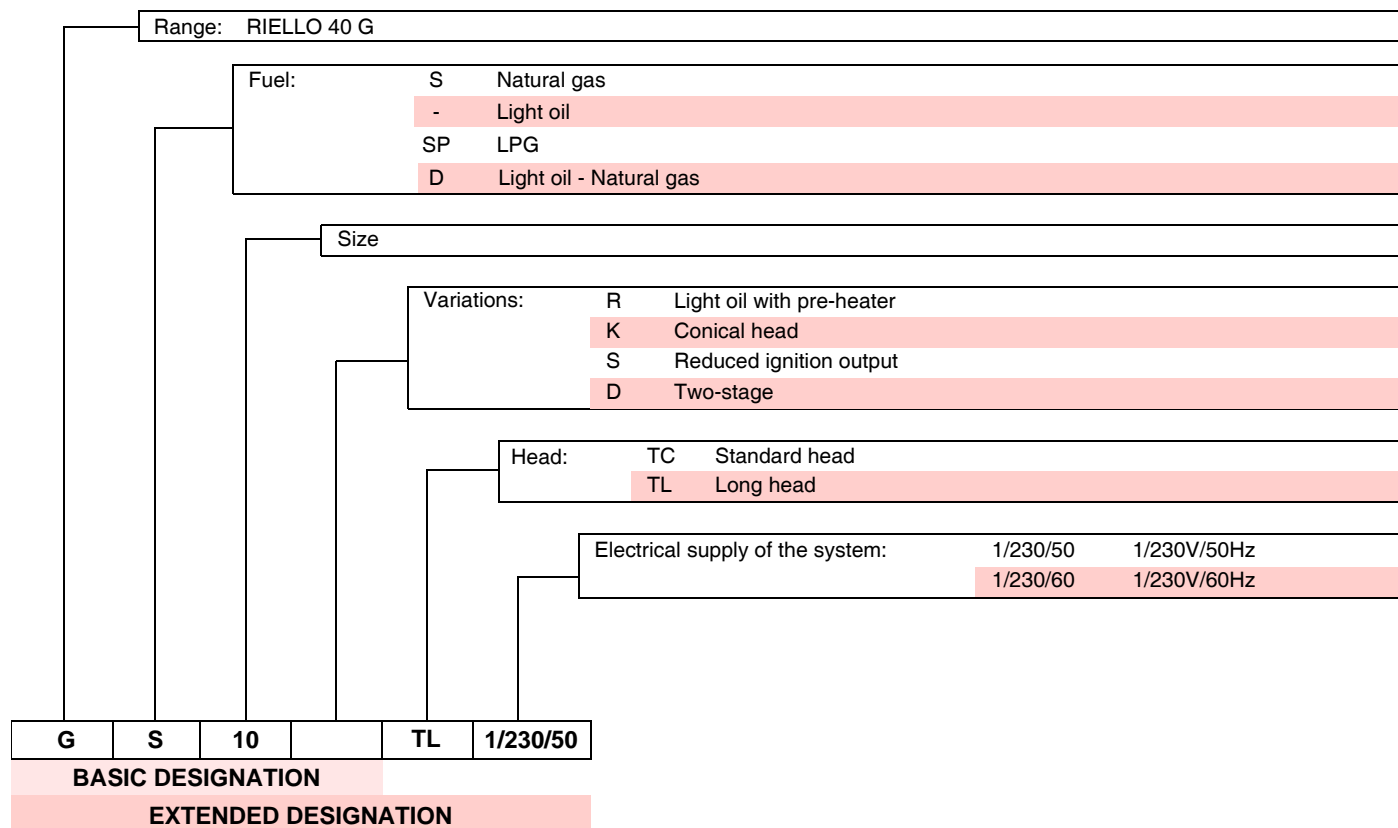 Range: RIELLO 40 G
Fuel: S Natural gas
- Light oil
SP LPG
D Light oil - Natural gas
Size
Variations: R Light oil with pre-heater
K Conical head
S Reduced ignition output
D Two-stage
Head: TC Standard head
TL Long head
Electrical supply of the system: 1/230/50 1/230V/50Hz
1/230/60 1/230V/60Hz
G S 10 TL 1/230/50
BASIC DESIGNATION
EXTENDED DESIGNATION